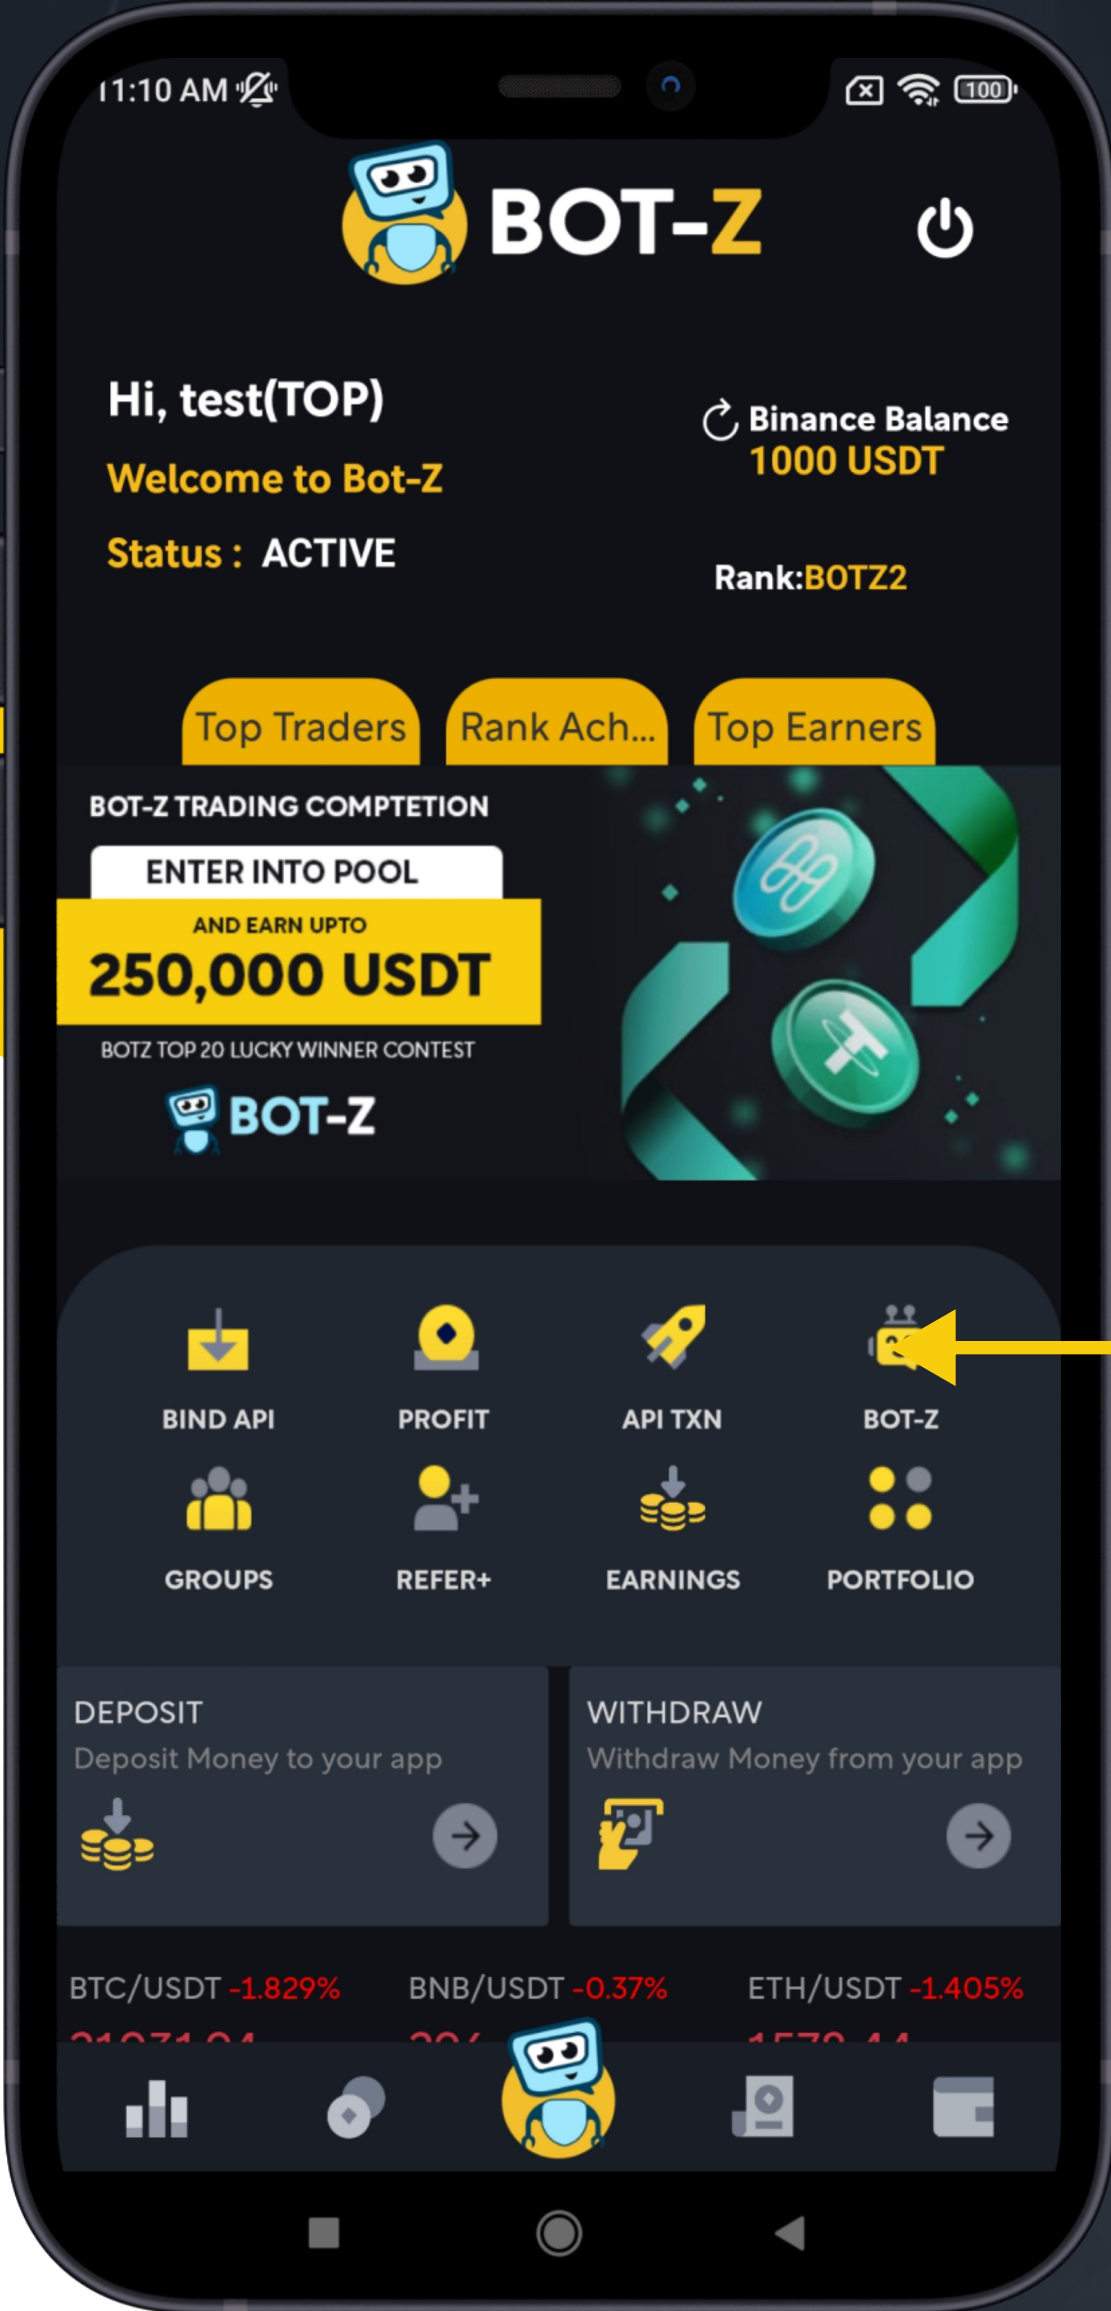 11:10 AM
100
BOT-Z
Hi, test(TOP)
Binance Balance
1000 USDT
Welcome to Bot-Z
Status : ACTIVE
Rank:BOTZ2
Top Traders Rank Ach... Top Earners
BOT-Z TRADING COMPTETION
ENTER INTO POOL
AND EARN UPTO
250,000 USDT
BOTZ TOP 20 LUCKY WINNER CONTEST
BOT-Z
BIND API PROFIT API TXN BOT-Z
GROUPS REFER+ EARNINGS PORTFOLIO
DEPOSIT
Deposit Money to your app
WITHDRAW
Withdraw Money from your app
BTC/USDT -1.829% BNB/USDT -0.37% ETH/USDT -1.405%